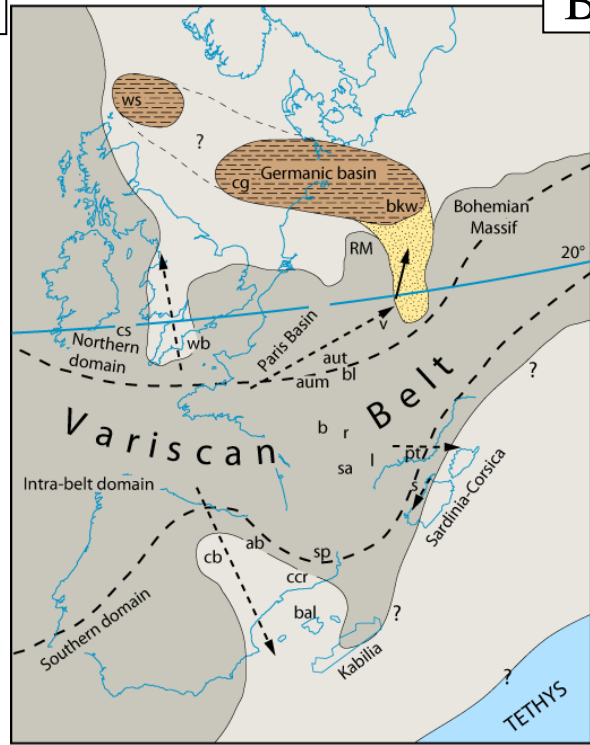 B
ws
?
Germanic basin
cg
bkw
Bohemian
Massif
RM
20°
cs
Northern
domain
wb
Paris Basin
v
aut
bl
aum
?
Variscan Belt
b
r
sa
l
pt
s
Intra-belt domain
Sardinia-Corsica
ab
sp
cb
ccr
bal
Southern domain
Kabilia
?
?
TETHYS